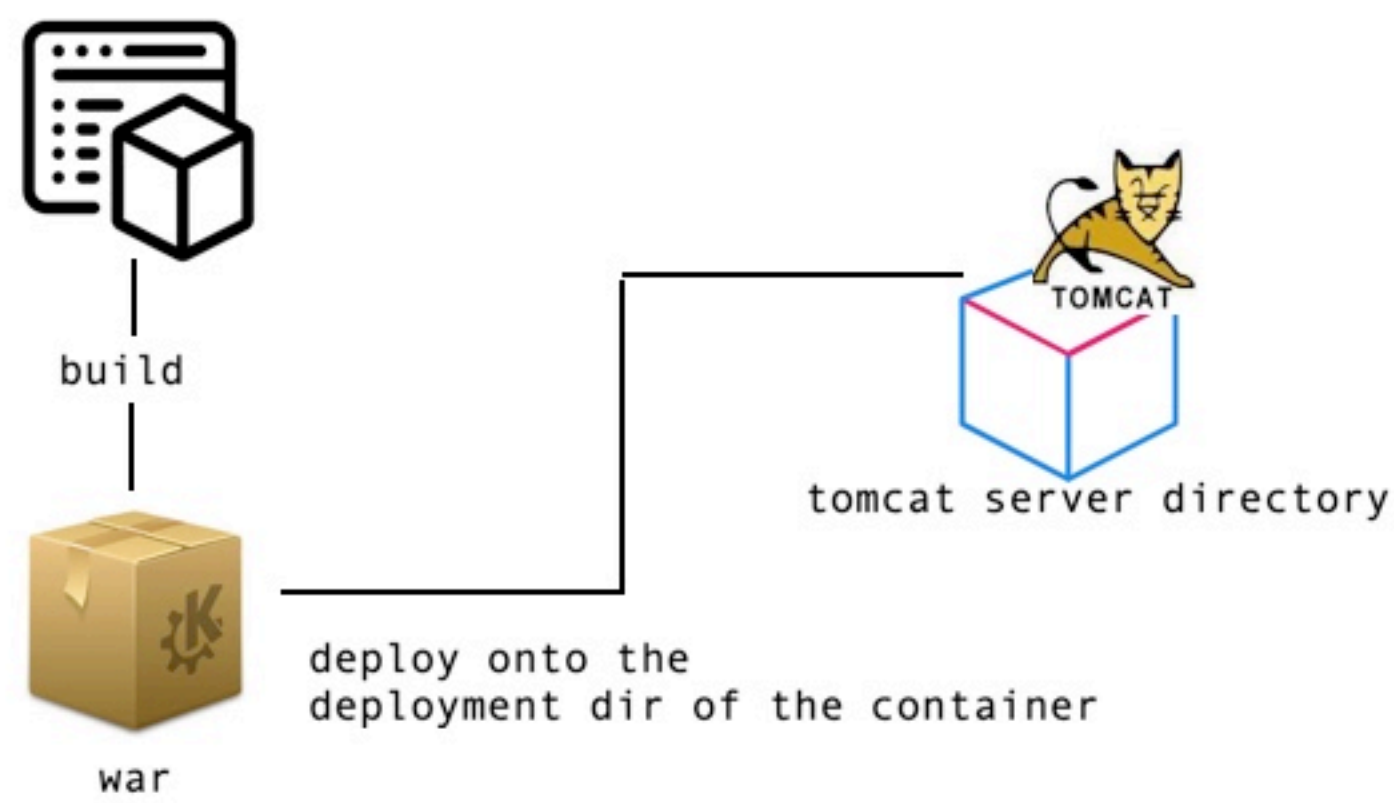 build
TOMCAT
tomcat server directory
deploy onto the
deployment dir of the container
war